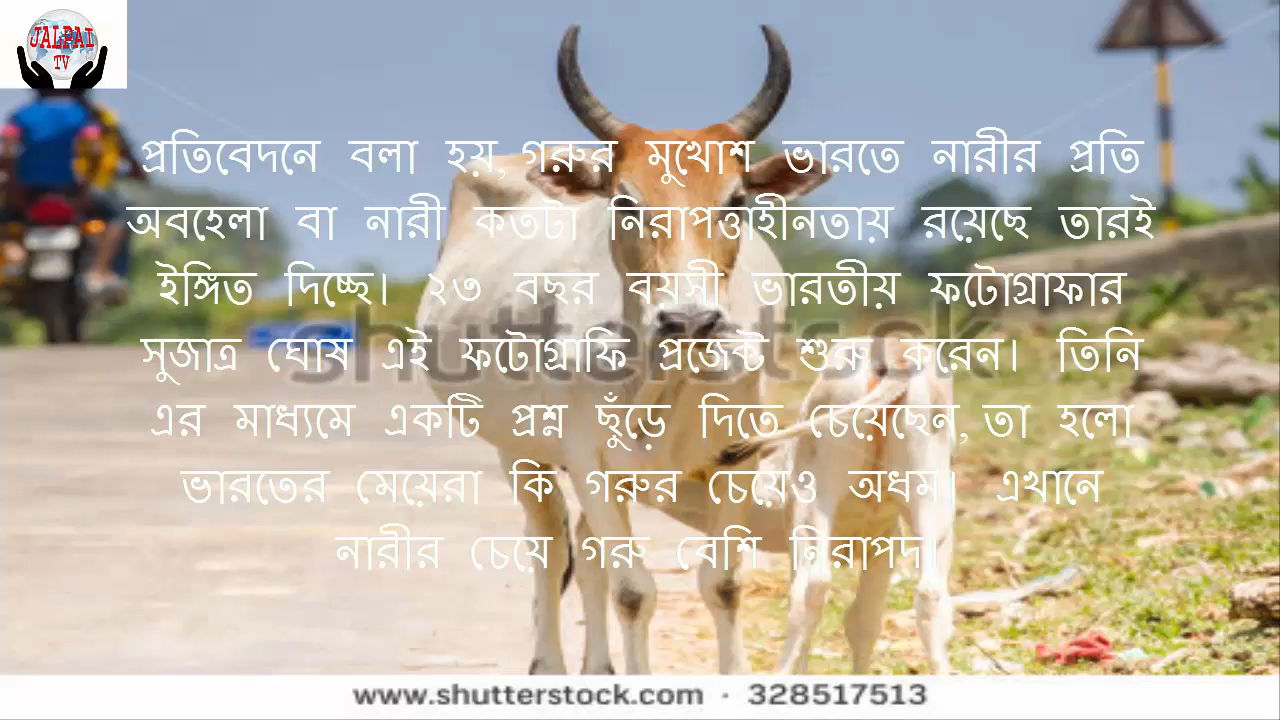 JALPAI
TV
প্রতিবেদনে বলা হয়, গরুর মুখোশ ভারতে নারীর প্রতি
অবহেলা বা নারী কতটা নিরাপত্তাহীনতায় রয়েছে তারই
ইঙ্গিত দিচ্ছে। ২৩ বছর বয়সী ভারতীয় ফটোগ্রাফার
সুজাত্র ঘোষ এই ফটোগ্রাফি প্রজেক্ট শুরু করেন। তিনি
এর মাধ্যমে একটি প্রশ্ন ছুঁড়ে দিতে চেয়েছেন, তা হলো
ভারতের মেয়েরা কি গরুর চেয়েও অধম। এখানে
নারীর চেয়ে গরু বেশি নিরাপদ।
shutterstock
www.shutterstock.com · 328517513